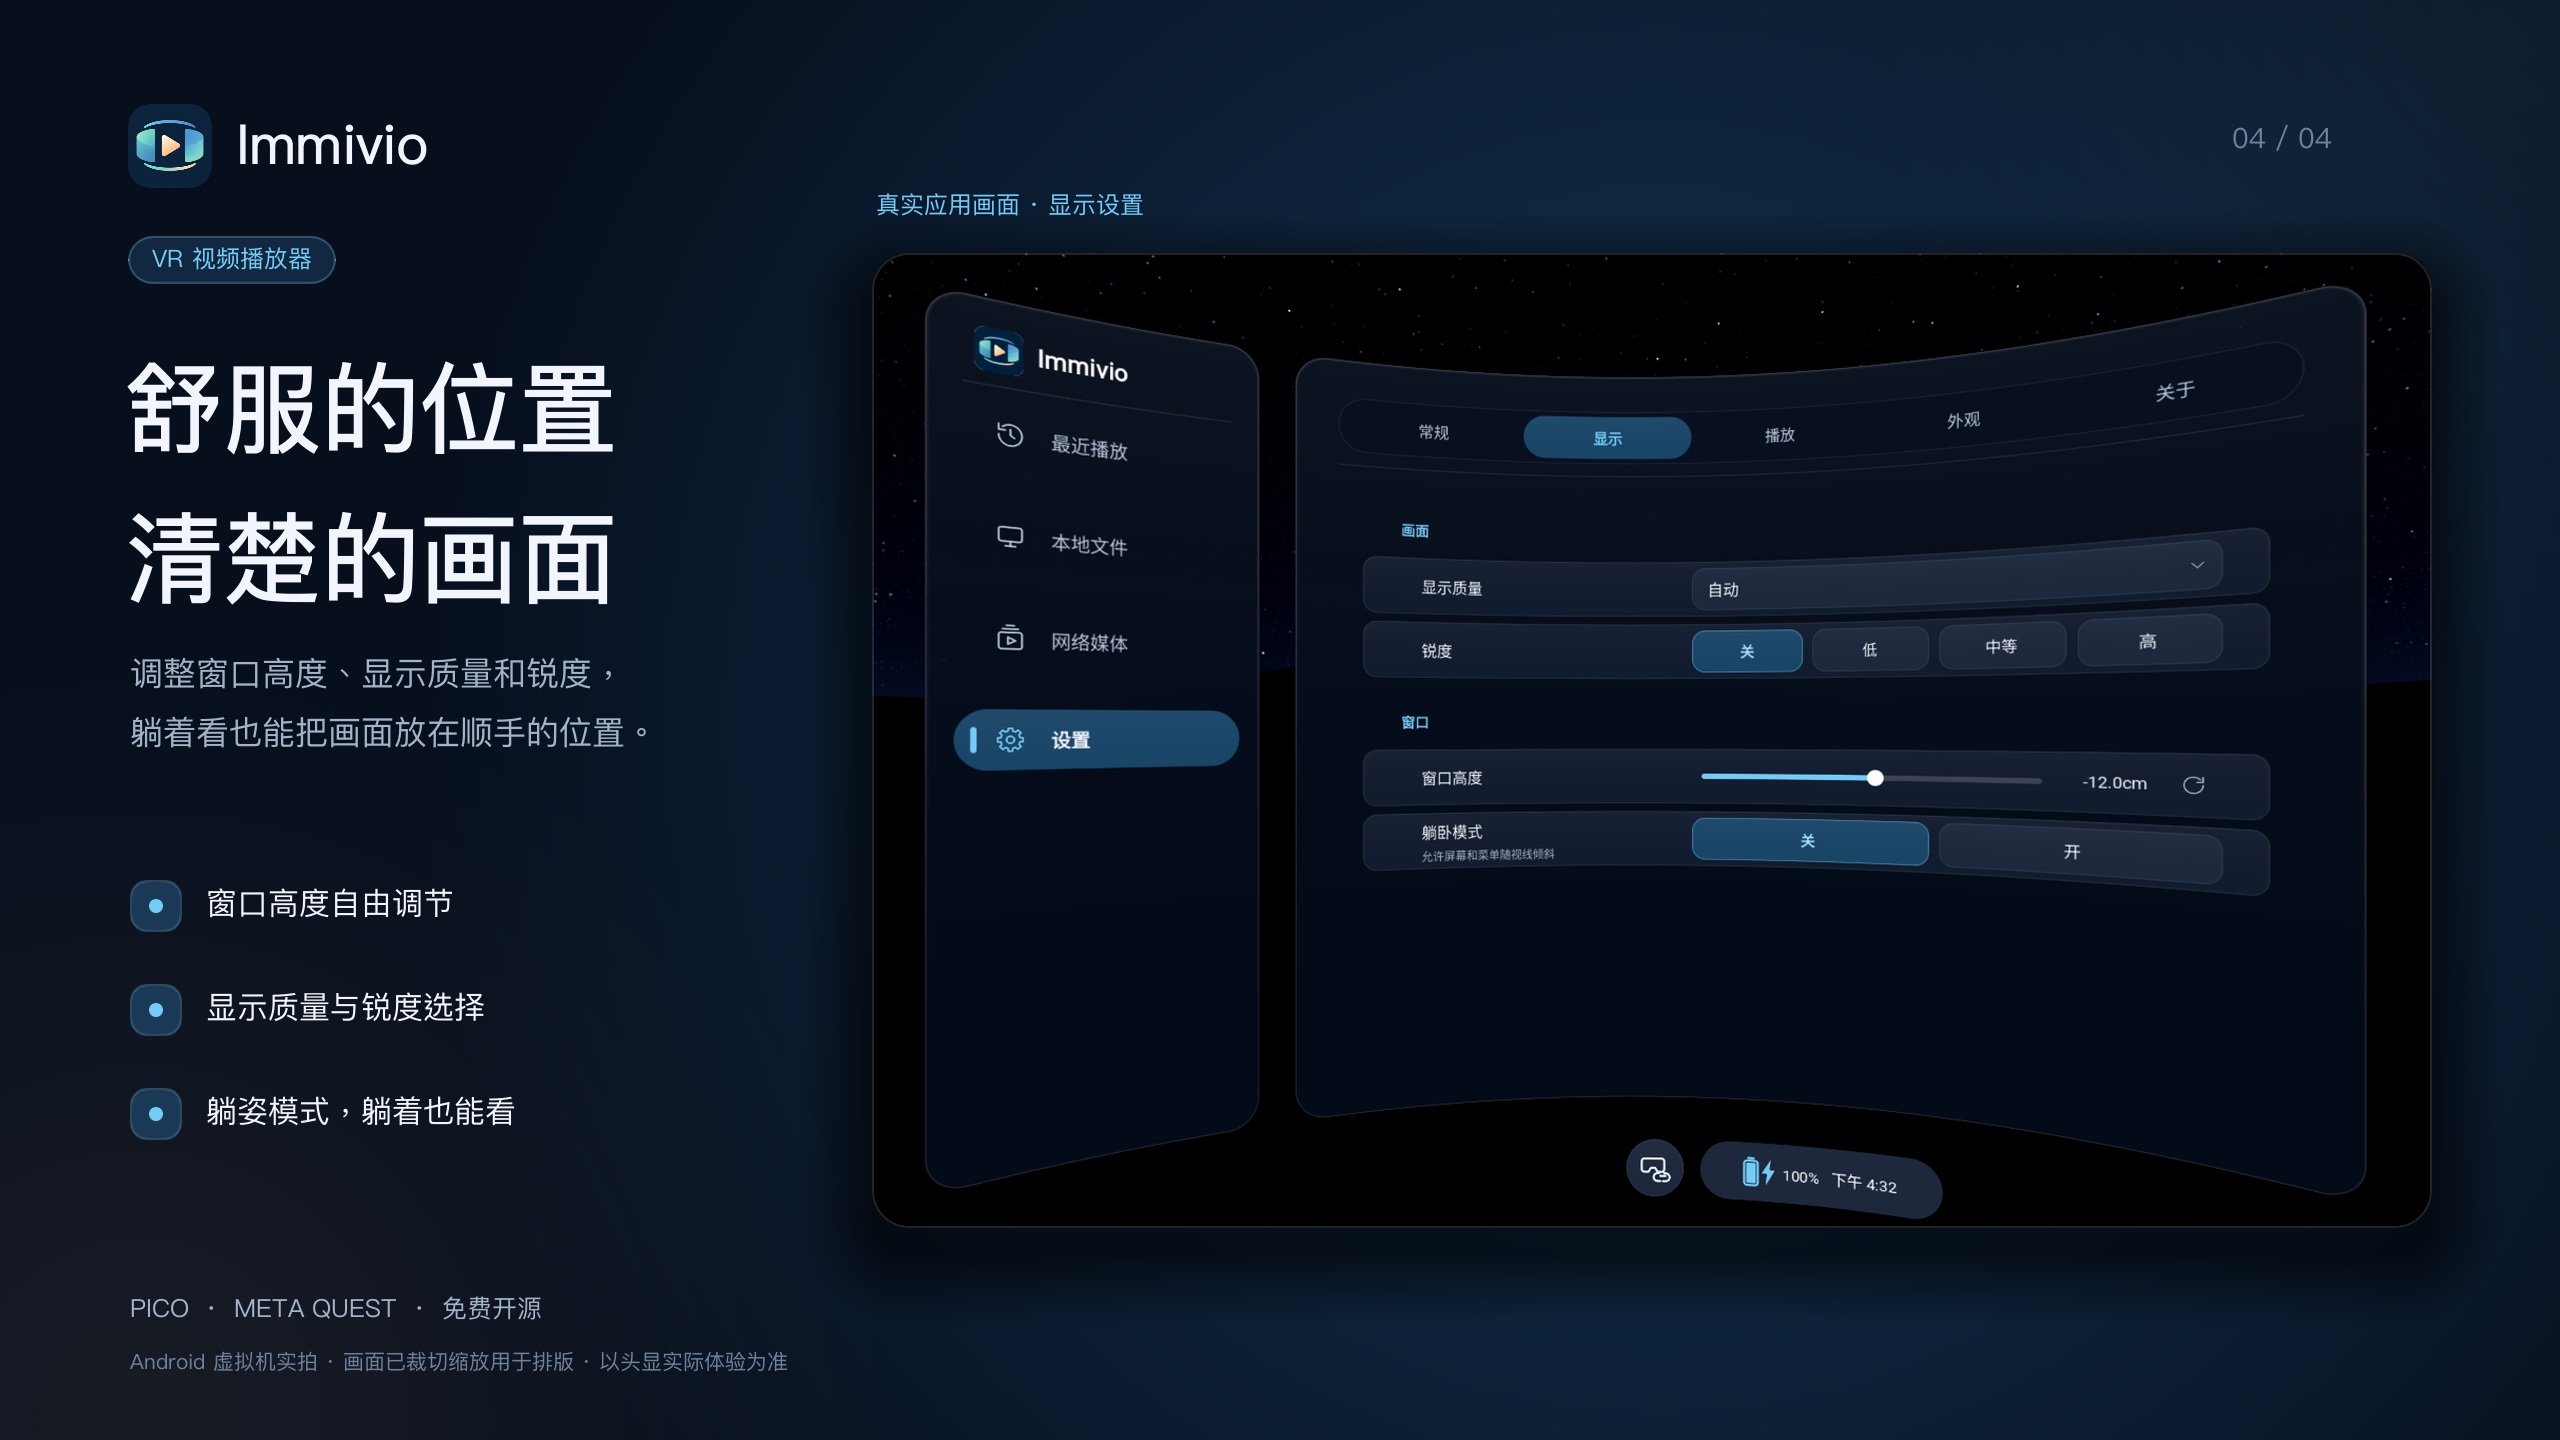 Immivio
04 / 04
VR 视频播放器
舒服的位置
清楚的画面
调整窗口高度、显示质量和锐度，
躺着看也能把画面放在顺手的位置。
窗口高度自由调节
显示质量与锐度选择
躺姿模式，躺着也能看
PICO · META QUEST · 免费开源
Android 虚拟机实拍 · 画面已裁切缩放用于排版 · 以头显实际体验为准
真实应用画面 · 显示设置
Immivio
最近播放
本地文件
网络媒体
设置
常规 显示 播放 外观 关于
画面
显示质量 自动
锐度 关 低 中等 高
窗口
窗口高度 -12.0cm
躺卧模式 关 开
允许屏幕和菜单随视线倾斜
100% 下午 4:32